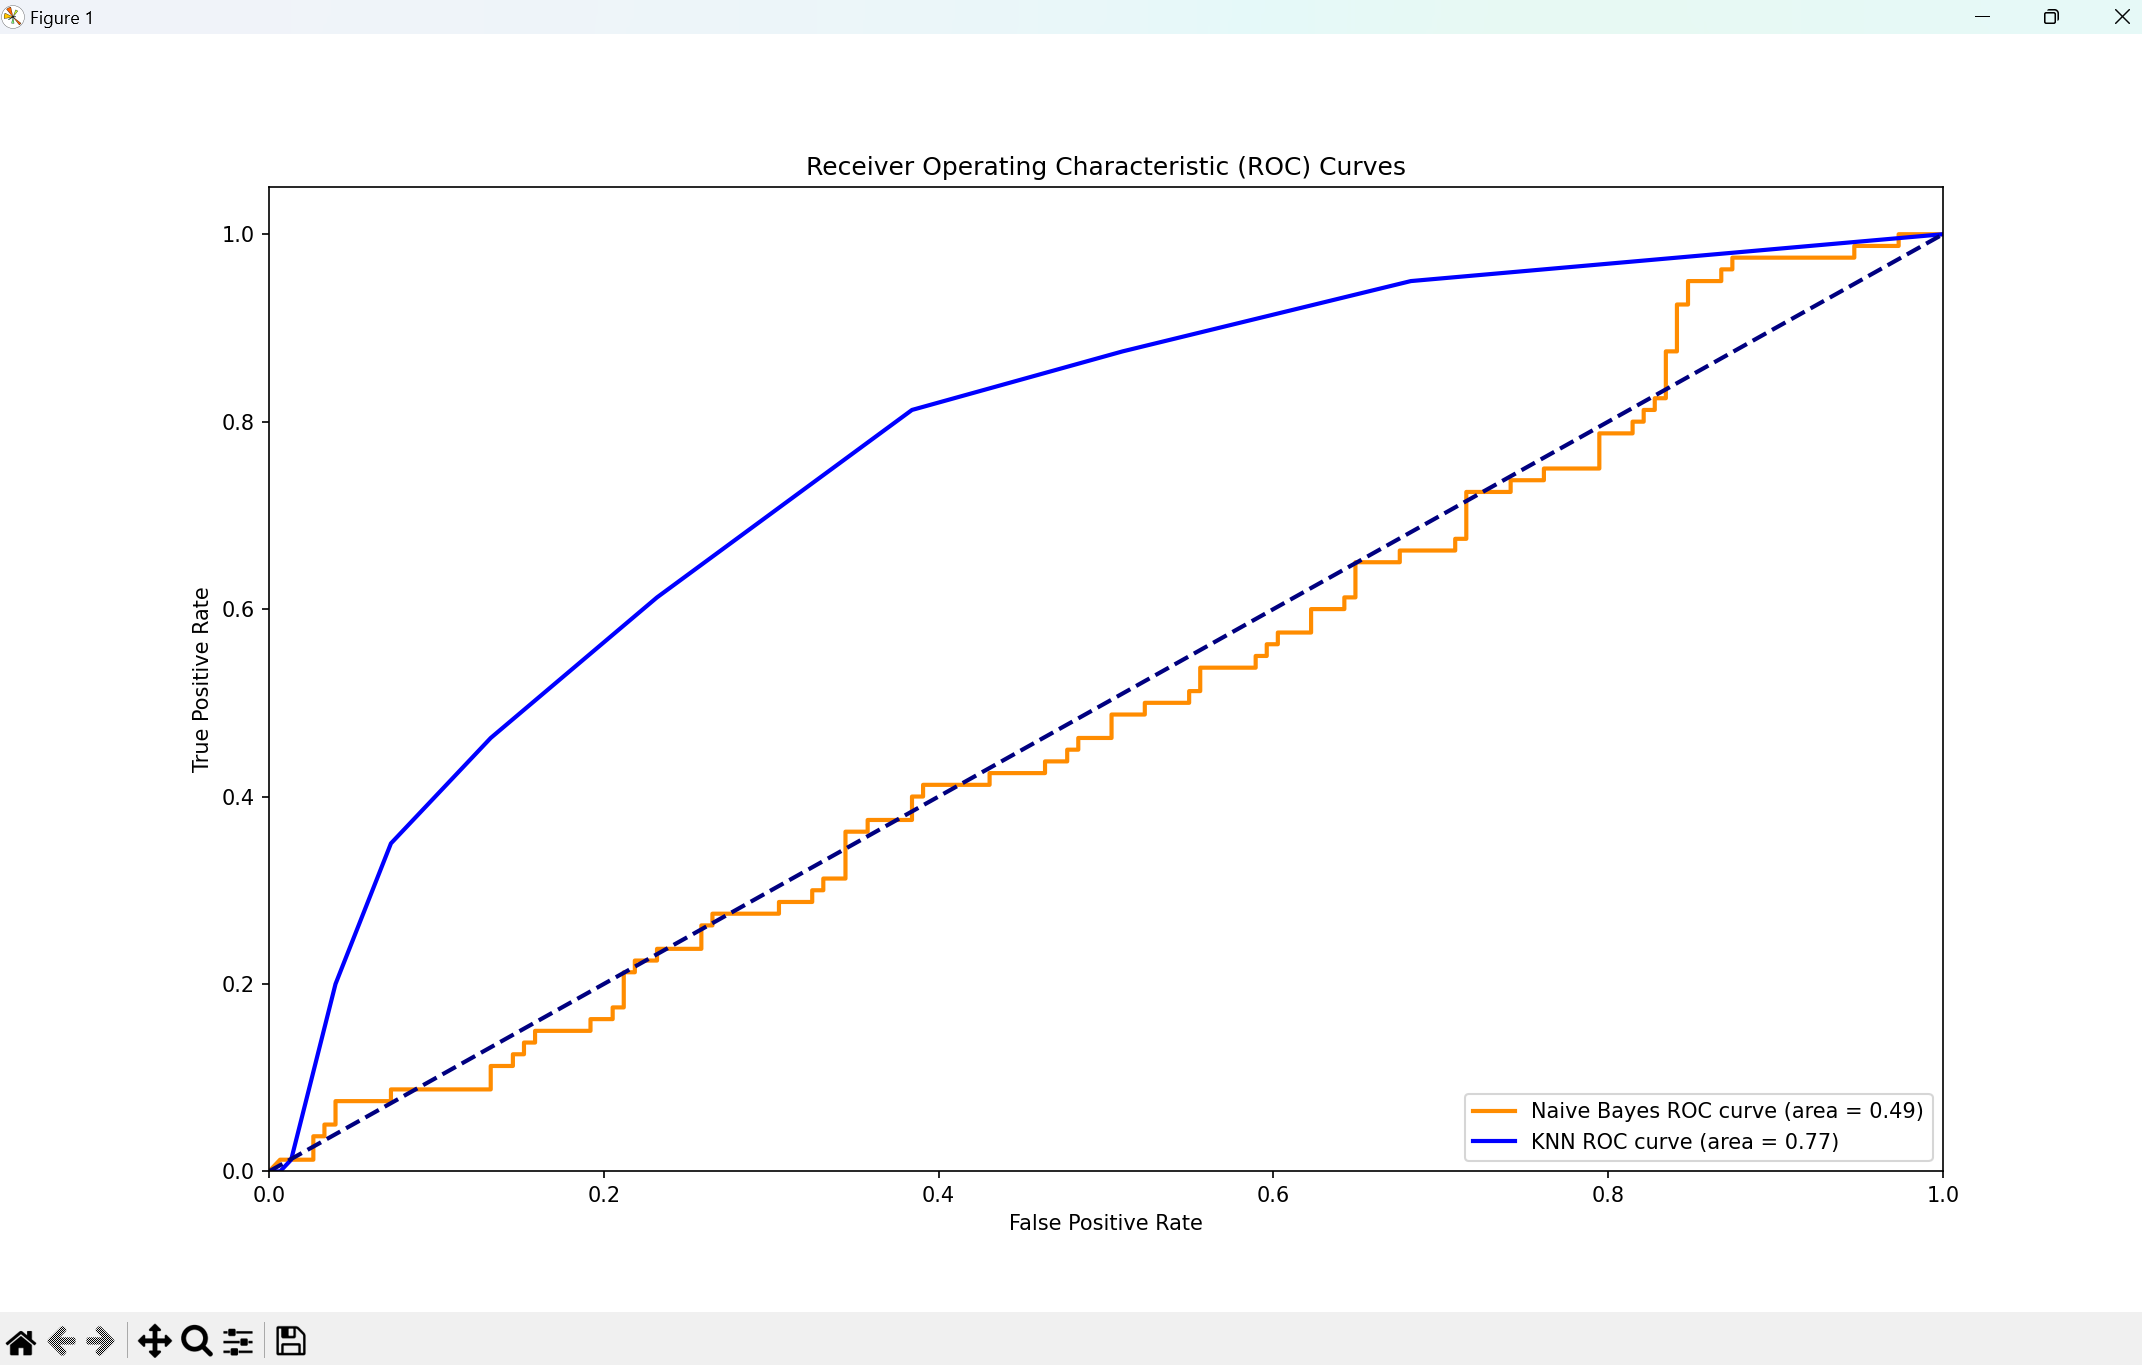 Figure 1
Receiver Operating Characteristic (ROC) Curves
True Positive Rate
1.0
0.8
0.6
0.4
0.2
0.0
0.0 0.2 0.4 0.6 0.8 1.0
False Positive Rate
Naive Bayes ROC curve (area = 0.49)
KNN ROC curve (area = 0.77)